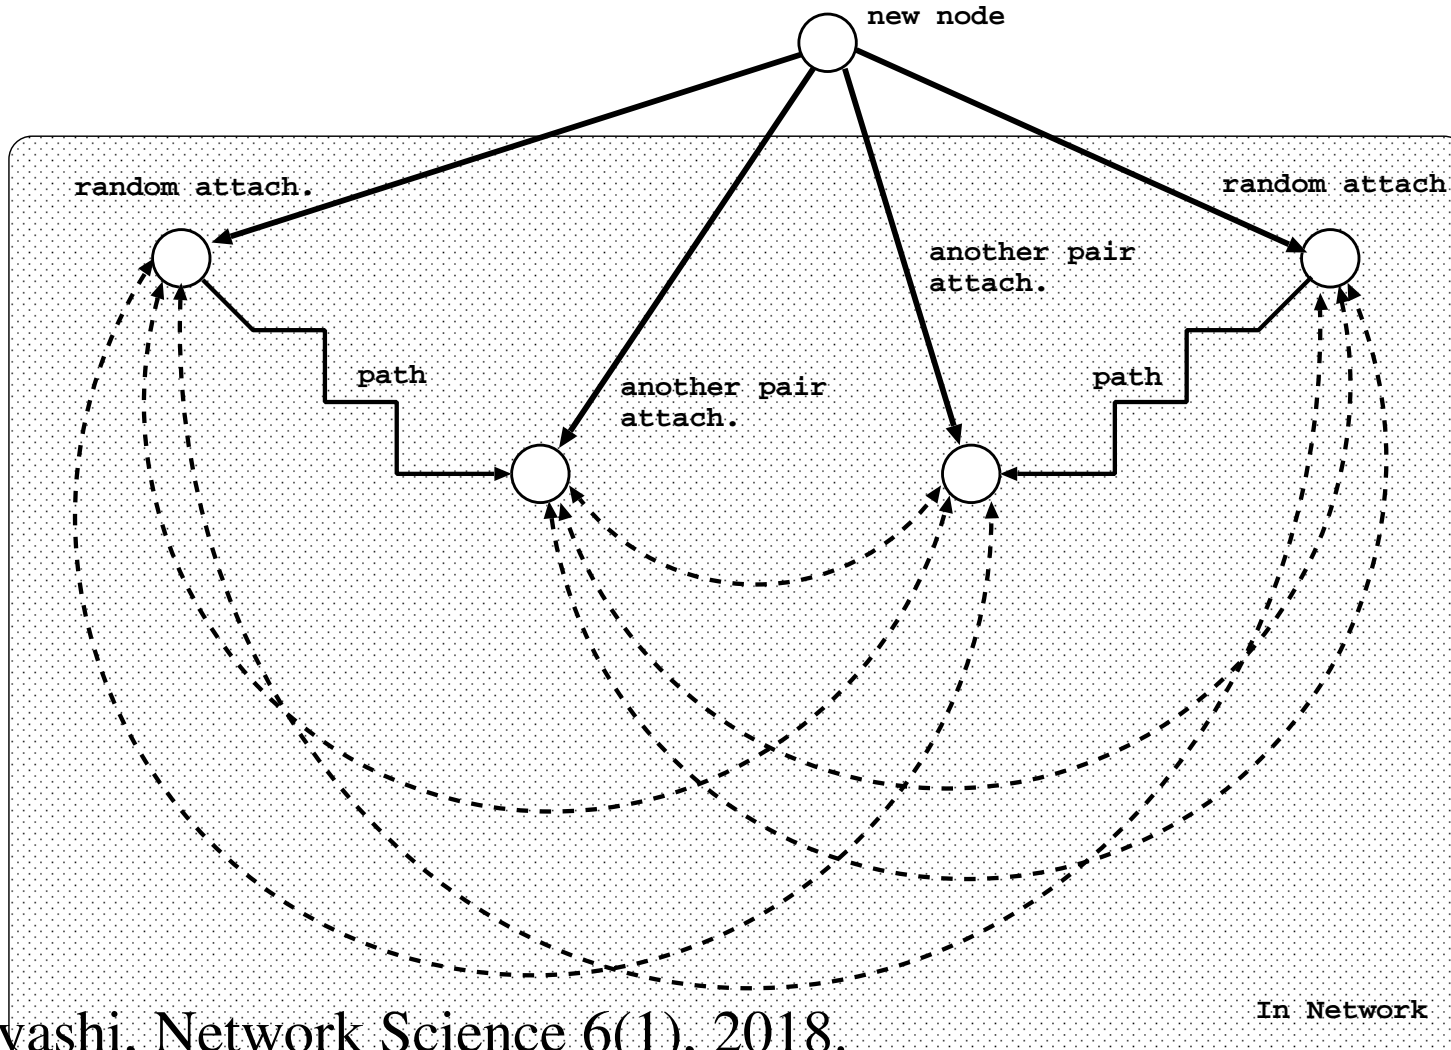 new node
random attach.
random attach
another pair
attach.
path
path
another pair
attach.
In Network
yashi, Network Science 6(1), 2018.